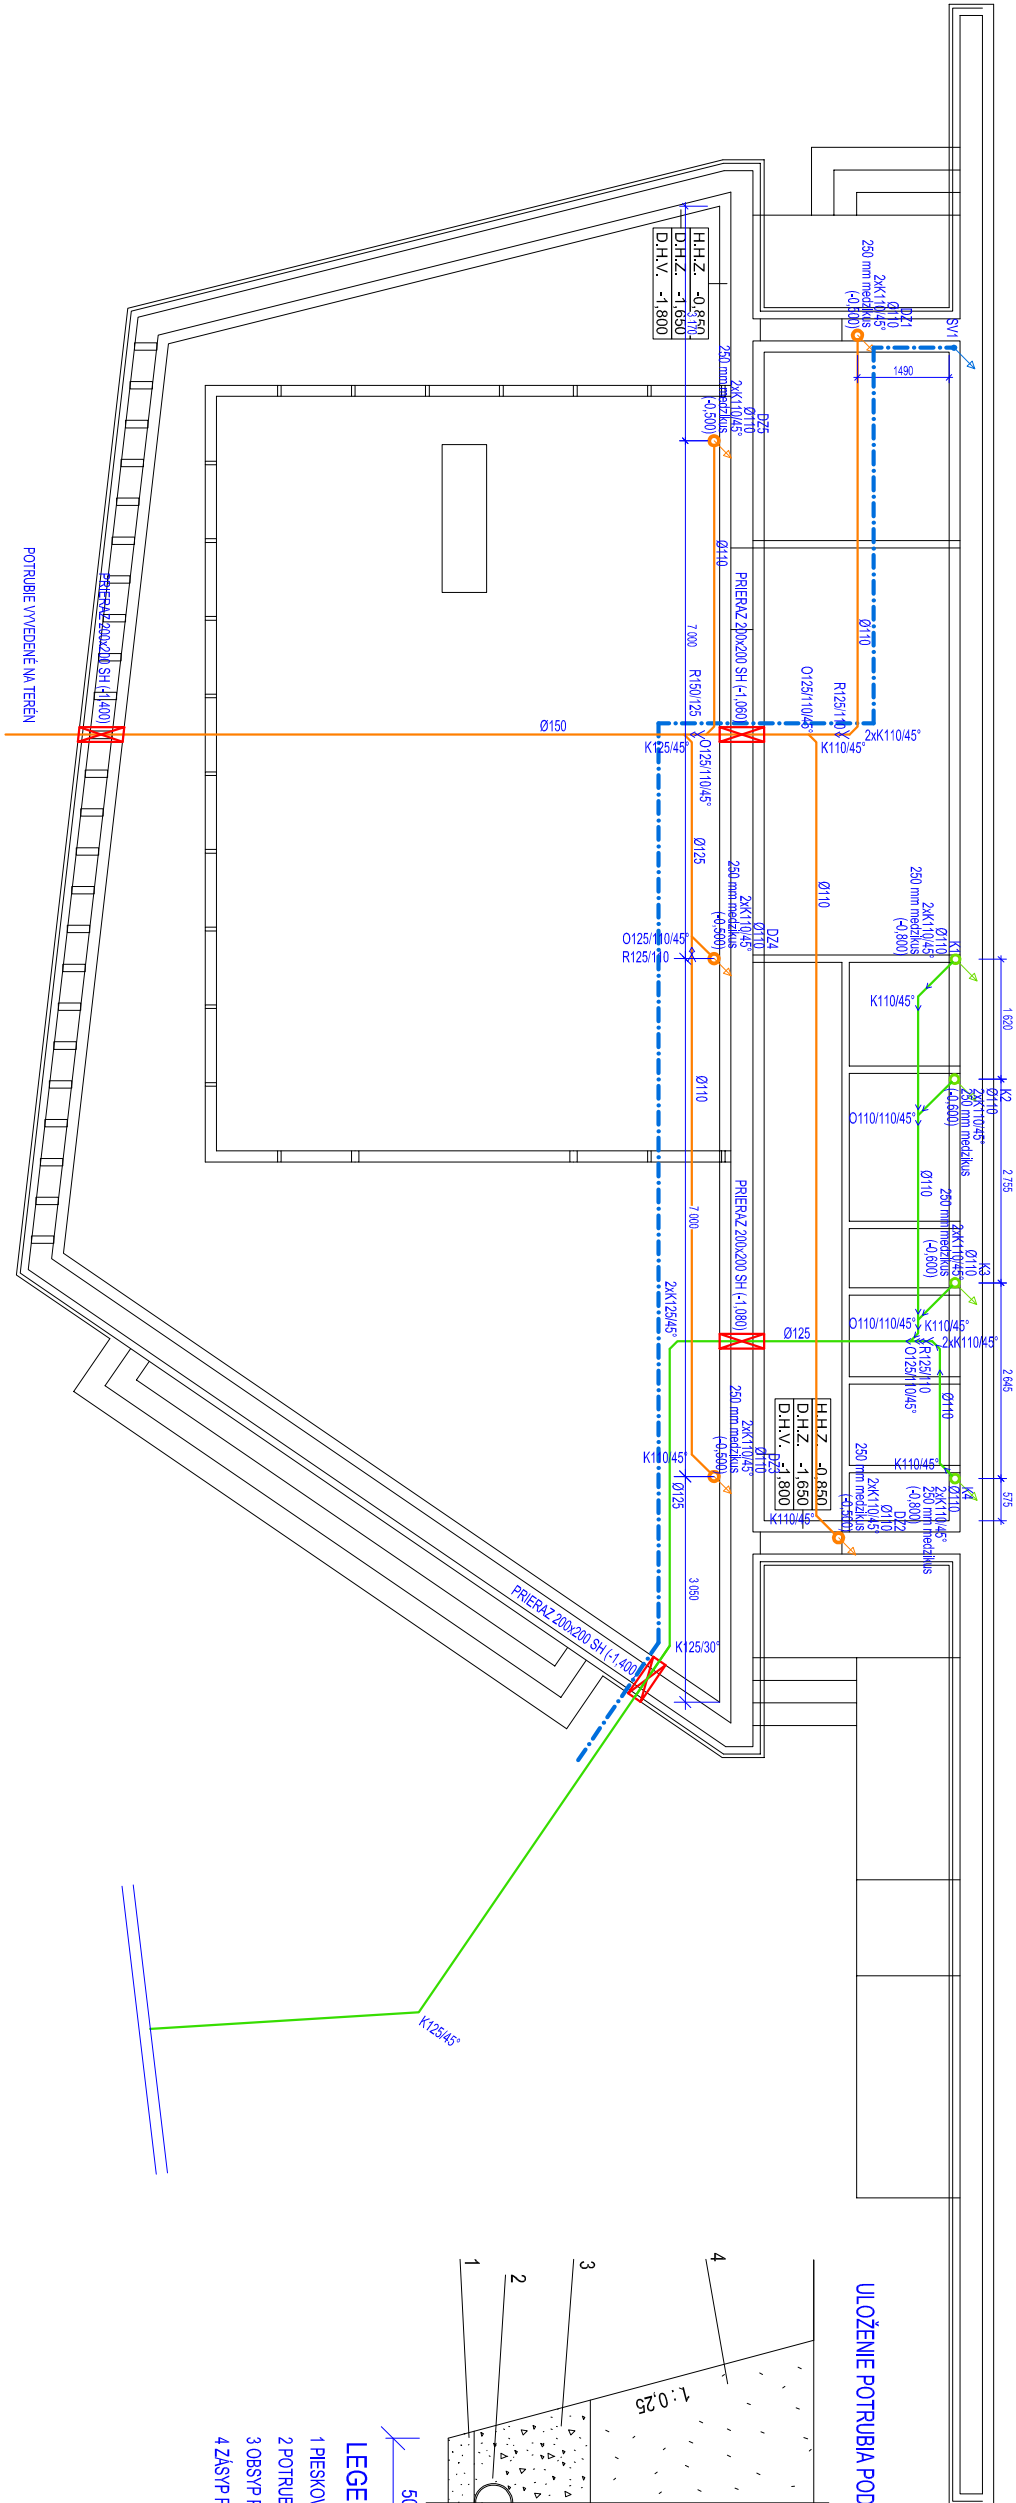 SV1
DZ1
Ø110
2xK110/45°
250 mm medzikus
(-0,500)
1490
H.H.Z. -0,850
D.H.Z. -1,650
D.H.V. -1,800
3 170
DZ5
Ø110
2xK110/45°
250 mm medzikus
(-0,500)
Ø110
Ø110
PRIERAZ 200x200 SH (-1,060)
7 000
R150/125
O125/110/45°
R125/110
2xK110/45°
K110/45°
K125/45°
O125/110/45°
Ø150
PRIERAZ 200x200 SH (-1,400)
POTRUBIE VYVEDENÉ NA TERÉN
Ø125
Ø110
DZ4
Ø110
2xK110/45°
250 mm medzikus
(-0,500)
O125/110/45°
R125/110
K1
Ø110
2xK110/45°
250 mm medzikus
(-0,800)
K110/45°
1 620
K2
Ø110
2xK110/45°
250 mm medzikus
(-0,600)
O110/110/45°
Ø110
2 755
Ø110
7 000
PRIERAZ 200x200 SH (-1,080)
K3
Ø110
2xK110/45°
250 mm medzikus
(-0,600)
O110/110/45°
K110/45°
2xK110/45°
R125/110
O125/110/45°
2xK125/45°
Ø125
2 645
Ø110
H.H.Z. -0,850
D.H.Z. -1,650
D.H.V. -1,800
K110/45°
K4
Ø110
2xK110/45°
250 mm medzikus
(-0,800)
575
DZ3
Ø110
2xK110/45°
250 mm medzikus
(-0,500)
K110/45°
Ø125
DZ2
Ø110
2xK110/45°
250 mm medzikus
(-0,500)
K110/45°
3 050
PRIERAZ 200x200 SH (-1,400)
K125/30°
K125/45°
ULOŽENIE POTRUBIA POD
4
3
2
1
1 : 0,25
50
LEGE
1 PIESKOV
2 POTRUB
3 OBSYP
4 ZÁSYP